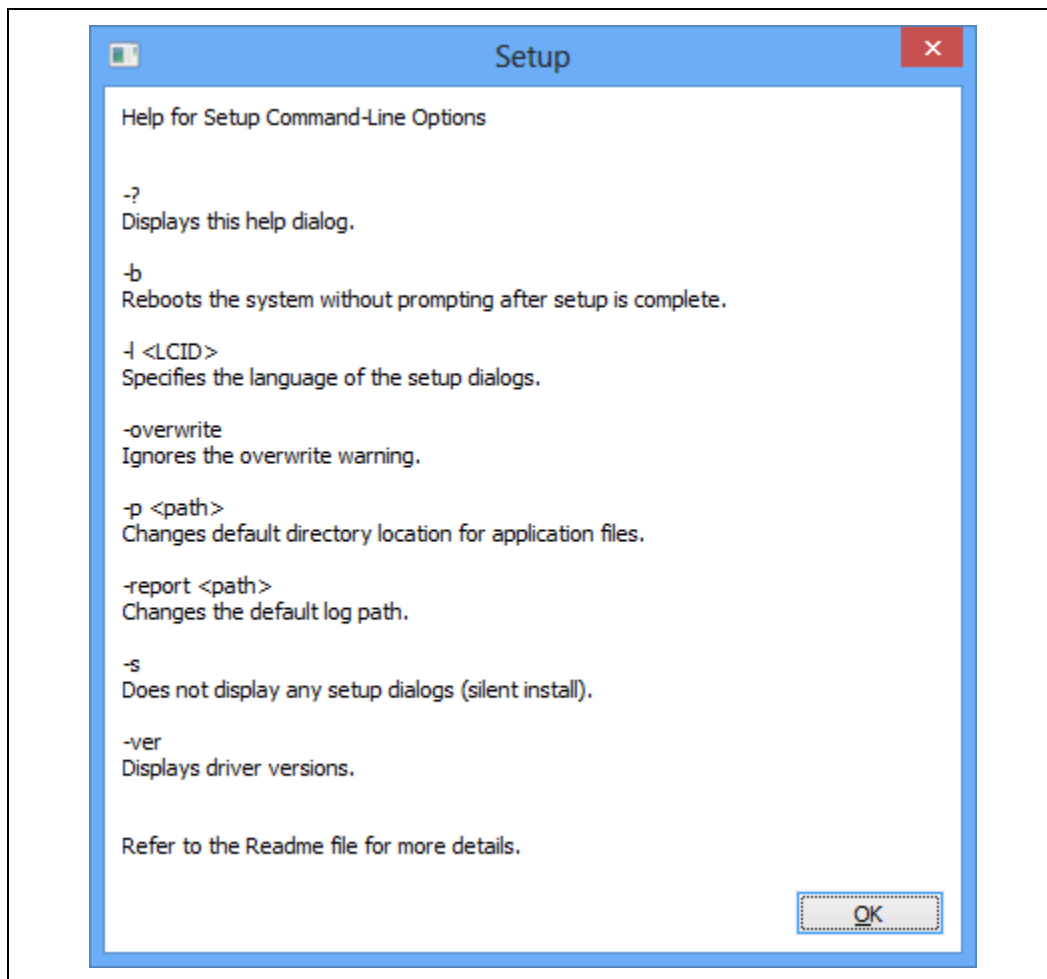 Setup
Help for Setup Command-Line Options
-?
Displays this help dialog.
-b
Reboots the system without prompting after setup is complete.
-l <LCID>
Specifies the language of the setup dialogs.
-overwrite
Ignores the overwrite warning.
-p <path>
Changes default directory location for application files.
-report <path>
Changes the default log path.
-s
Does not display any setup dialogs (silent install).
-ver
Displays driver versions.
Refer to the Readme file for more details.
OK